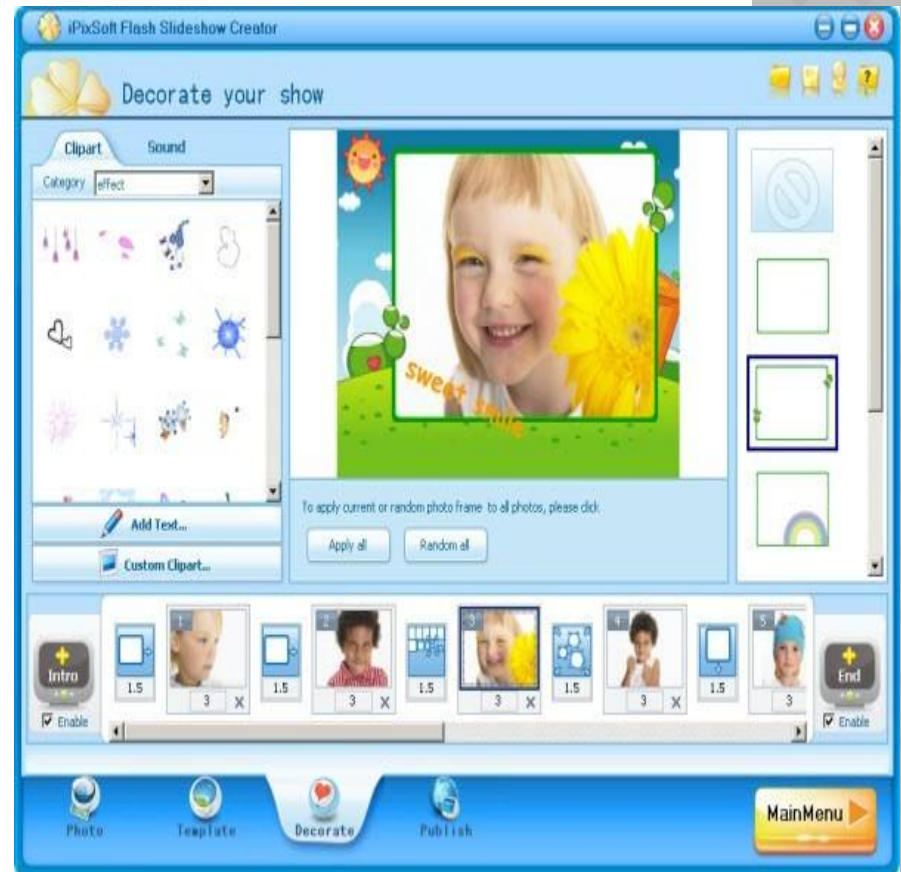 iPixSoft Flash Slideshow Creator
Decorate your show
Clipart Sound
Category effect
sweet smile
Add Text...
Custom Clipart...
To apply current or random photo frame to all photos, please click
Apply all Random all
1 2 3 4 5
Intro 1.5 3 X 1.5 3 X 1.5 3 X 1.5 3 X 1.5 3 End
Enable Enable
Photo Template Decorate Publish
MainMenu